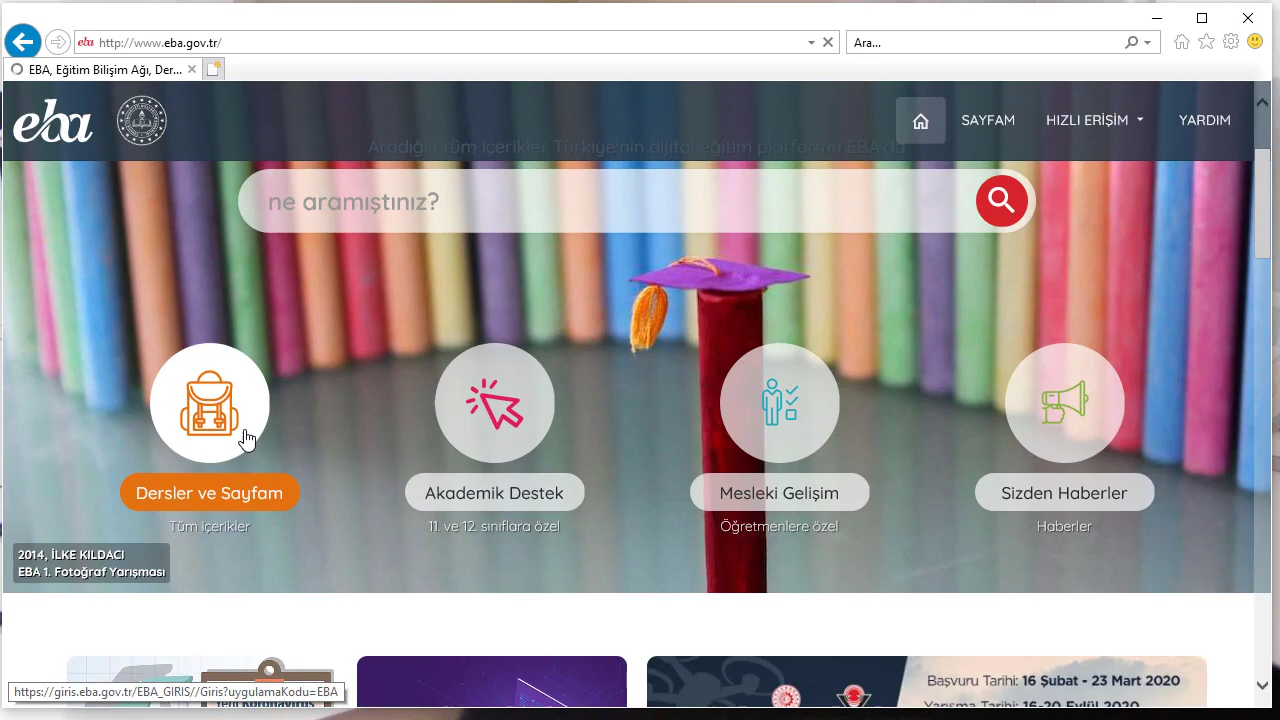 eba http://www.eba.gov.tr/
Ara...
EBA, Eğitim Bilişim Ağı, Der...
eba
SAYFAM
HIZLI ERİŞİM
YARDIM
Aradığın tüm içerikler Türkiye'nin dijital eğitim platformu EBA'da
ne aramıştınız?
Dersler ve Sayfam
Tüm içerikler
Akademik Destek
11. ve 12. sınıflara özel
Mesleki Gelişim
Öğretmenlere özel
Sizden Haberler
Haberler
2014, İLKE KILDACI
EBA 1. Fotoğraf Yarışması
https://giris.eba.gov.tr/EBA_GIRIS//Giris?uygulamaKodu=EBA
Yeni Koronavirüs
Başvuru Tarihi: 16 Şubat - 23 Mart 2020
Yarışma Tarihi: 16-20 Eylül 2020